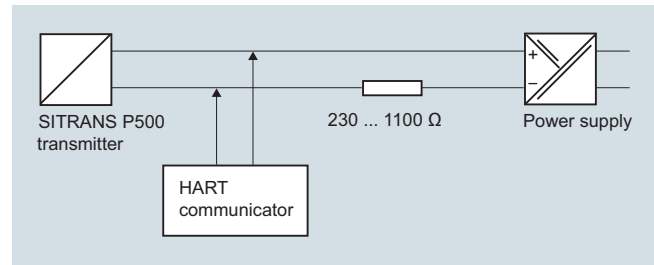 +
–
SITRANS P500
transmitter
230 ... 1100 Ω
Power supply
HART
communicator